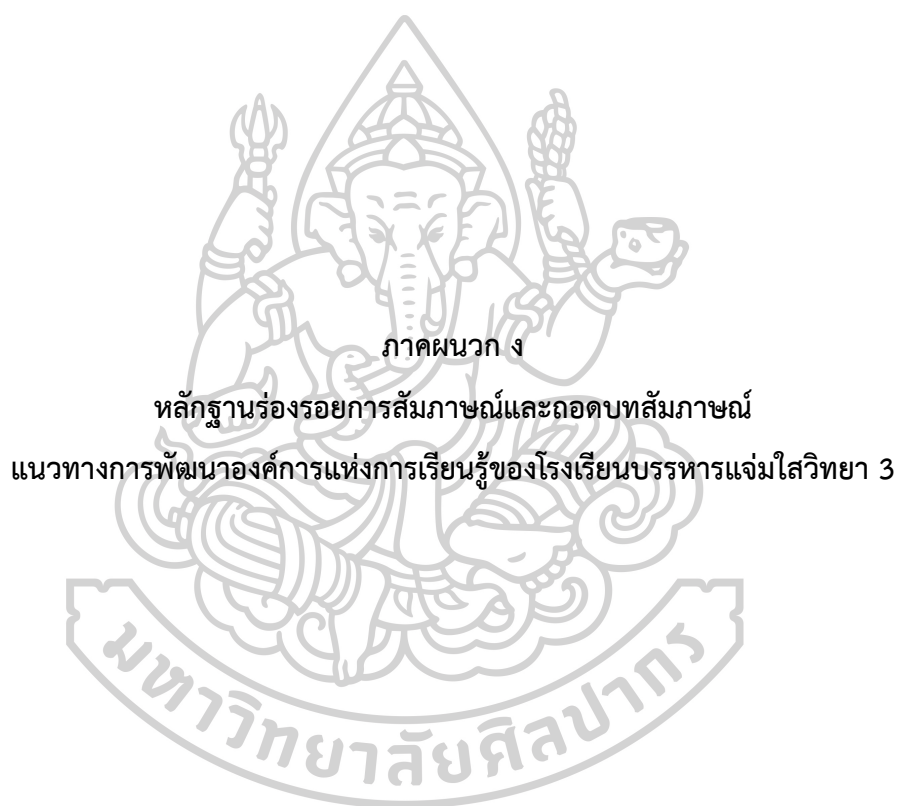 ภาคผนวก ง
หลักฐานร่องรอยการสัมภาษณ์และถอดบทสัมภาษณ์
แนวทางการพัฒนาองค์การแห่งการเรียนรู้ของโรงเรียนบรรหารแจ่มใสวิทยา 3
มหาวิทยาลัยศิลปากร